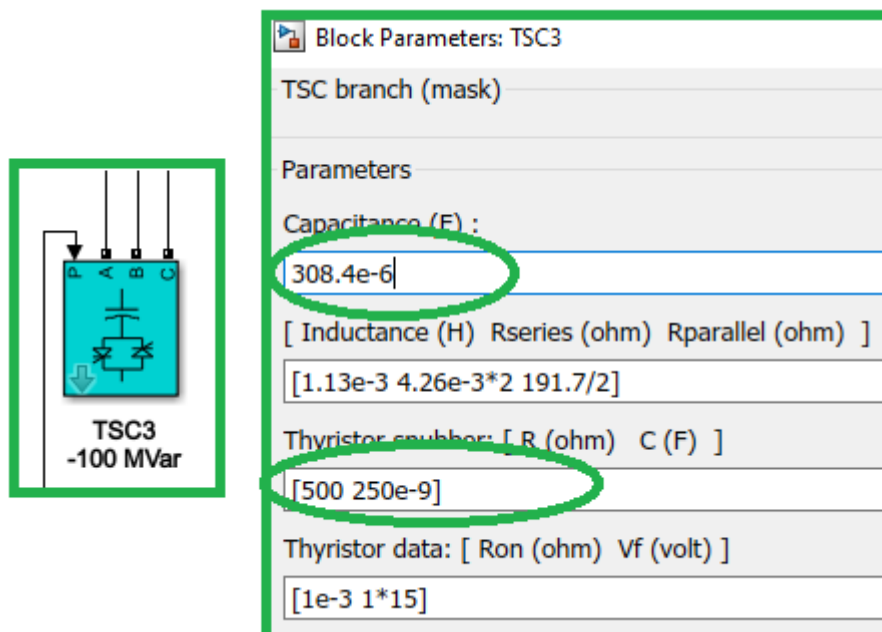 Block Parameters: TSC3
TSC branch (mask)
Parameters
Capacitance (F) :
308.4e-6
[ Inductance (H)  Rseries (ohm)  Rparallel (ohm)  ]
[1.13e-3 4.26e-3*2 191.7/2]
Thyristor snubber: [ R (ohm)   C (F)  ]
[500 250e-9]
Thyristor data: [ Ron (ohm)  Vf (volt) ]
[1e-3 1*15]
P A B C
TSC3
-100 MVar